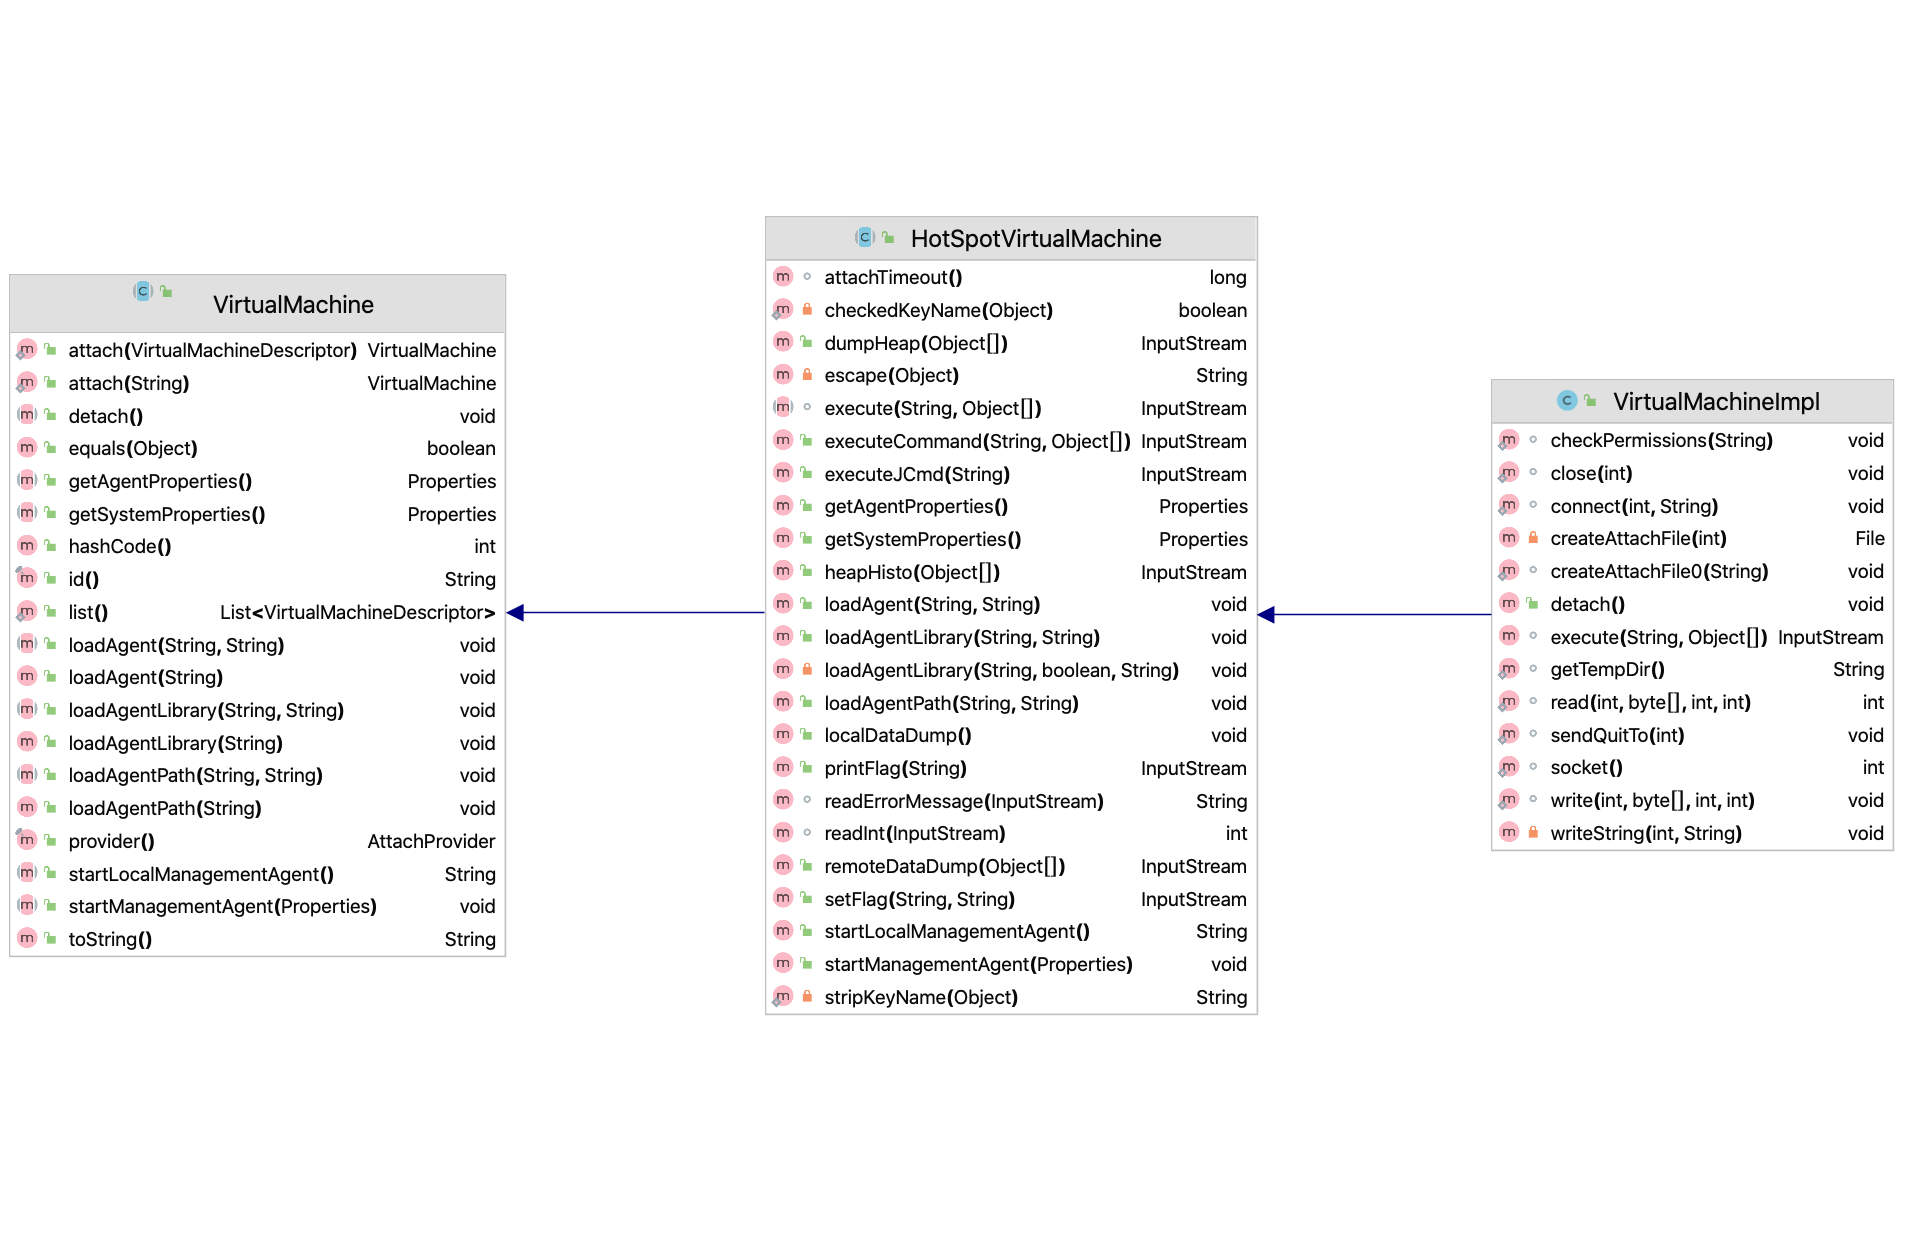 VirtualMachine
attach(VirtualMachineDescriptor) VirtualMachine
attach(String) VirtualMachine
detach() void
equals(Object) boolean
getAgentProperties() Properties
getSystemProperties() Properties
hashCode() int
id() String
list() List<VirtualMachineDescriptor>
loadAgent(String, String) void
loadAgent(String) void
loadAgentLibrary(String, String) void
loadAgentLibrary(String) void
loadAgentPath(String, String) void
loadAgentPath(String) void
provider() AttachProvider
startLocalManagementAgent() String
startManagementAgent(Properties) void
toString() String
HotSpotVirtualMachine
attachTimeout() long
checkedKeyName(Object) boolean
dumpHeap(Object[]) InputStream
escape(Object) String
execute(String, Object[]) InputStream
executeCommand(String, Object[]) InputStream
executeJCmd(String) InputStream
getAgentProperties() Properties
getSystemProperties() Properties
heapHisto(Object[]) InputStream
loadAgent(String, String) void
loadAgentLibrary(String, String) void
loadAgentLibrary(String, boolean, String) void
loadAgentPath(String, String) void
localDataDump() void
printFlag(String) InputStream
readErrorMessage(InputStream) String
readInt(InputStream) int
remoteDataDump(Object[]) InputStream
setFlag(String, String) InputStream
startLocalManagementAgent() String
startManagementAgent(Properties) void
stripKeyName(Object) String
VirtualMachineImpl
checkPermissions(String) void
close(int) void
connect(int, String) void
createAttachFile(int) File
createAttachFile0(String) void
detach() void
execute(String, Object[]) InputStream
getTempDir() String
read(int, byte[], int, int) int
sendQuitTo(int) void
socket() int
write(int, byte[], int, int) void
writeString(int, String) void